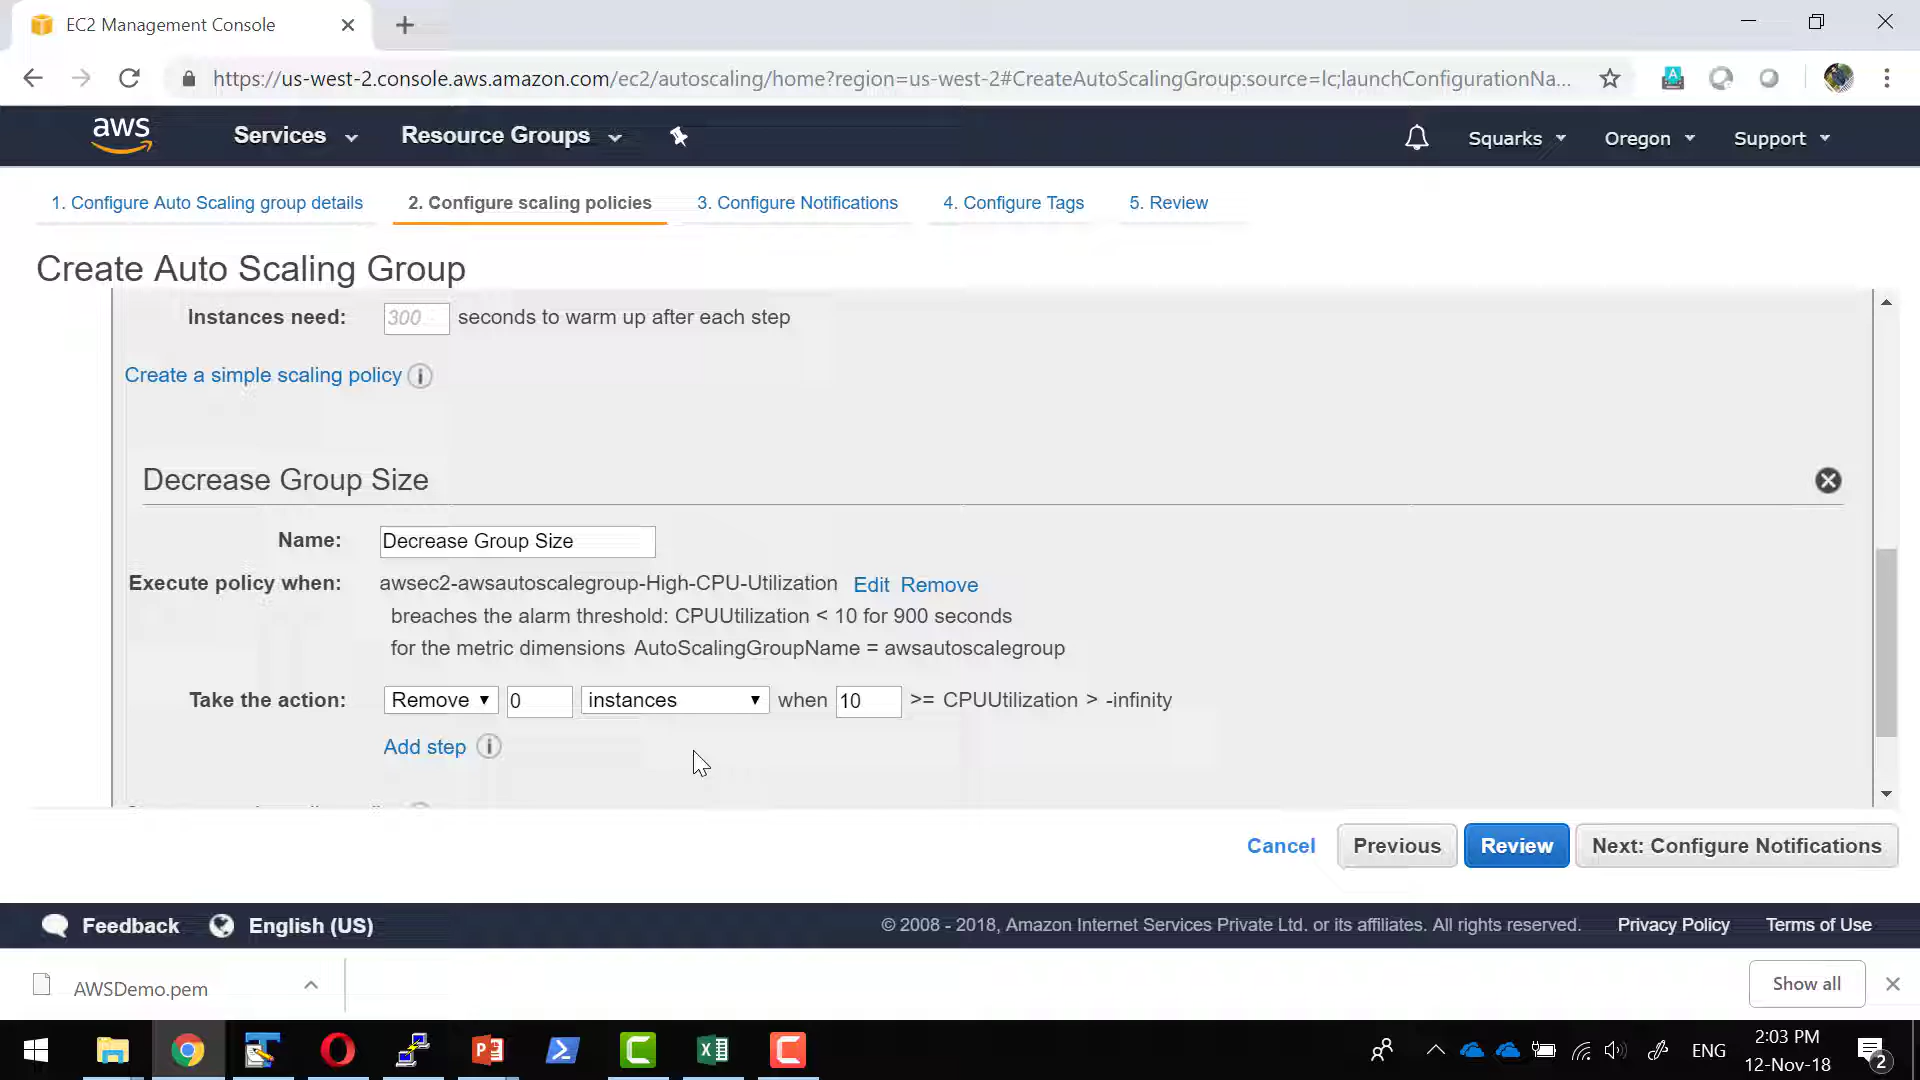 EC2 Management Console
https://us-west-2.console.aws.amazon.com/ec2/autoscaling/home?region=us-west-2#CreateAutoScalingGroup:source=lc;launchConfigurationNa...
aws Services Resource Groups Squarks Oregon Support
1. Configure Auto Scaling group details 2. Configure scaling policies 3. Configure Notifications 4. Configure Tags 5. Review
Create Auto Scaling Group
Instances need: 300 seconds to warm up after each step
Create a simple scaling policy
Decrease Group Size
Name: Decrease Group Size
Execute policy when: awsec2-awsautoscalegroup-High-CPU-Utilization Edit Remove
breaches the alarm threshold: CPUUtilization < 10 for 900 seconds
for the metric dimensions AutoScalingGroupName = awsautoscalegroup
Take the action: Remove 0 instances when 10 >= CPUUtilization > -infinity
Add step
Cancel Previous Review Next: Configure Notifications
Feedback English (US) © 2008 - 2018, Amazon Internet Services Private Ltd. or its affiliates. All rights reserved. Privacy Policy Terms of Use
AWSDemo.pem Show all
ENG 2:03 PM
12-Nov-18 2